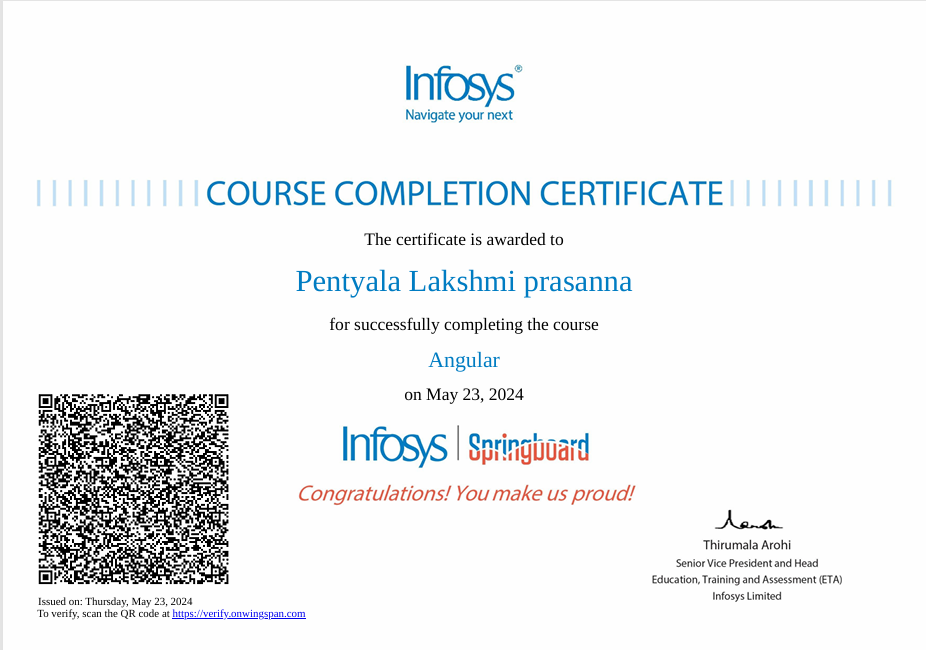 Infosys®
Navigate your next
COURSE COMPLETION CERTIFICATE
The certificate is awarded to
Pentyala Lakshmi prasanna
for successfully completing the course
Angular
on May 23, 2024
Infosys | Springboard
Congratulations! You make us proud!
Thirumala Arohi
Senior Vice President and Head
Education, Training and Assessment (ETA)
Infosys Limited
Issued on: Thursday, May 23, 2024
To verify, scan the QR code at https://verify.onwingspan.com